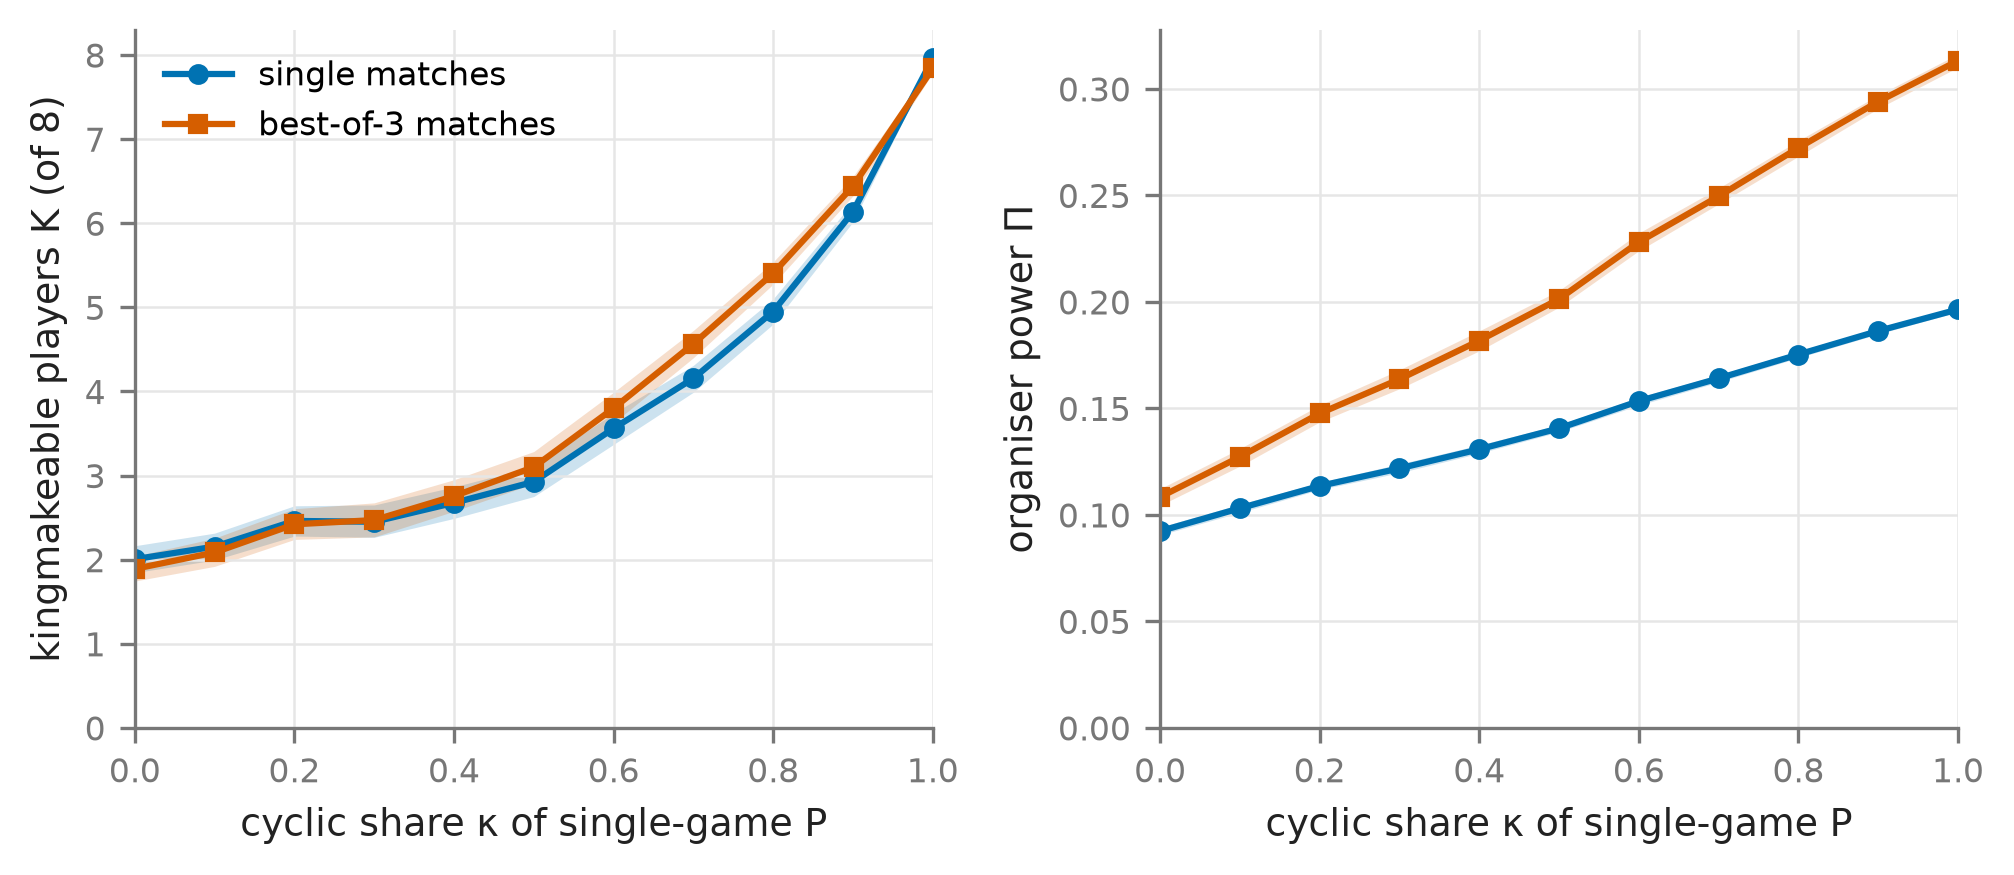 kingmakeable players K (of 8)
8
7
6
5
4
3
2
1
0
single matches
best-of-3 matches
0.0 0.2 0.4 0.6 0.8 1.0
cyclic share κ of single-game P
organiser power Π
0.30
0.25
0.20
0.15
0.10
0.05
0.00
0.0 0.2 0.4 0.6 0.8 1.0
cyclic share κ of single-game P